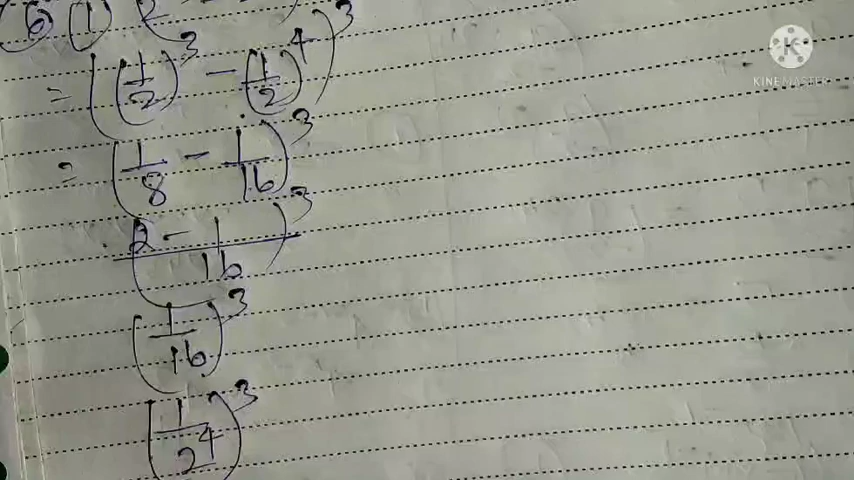 = ((1/2)³ - (1/2)⁴)³
= (1/8 - 1/16)³
((2 - 1)/16)³
(1/16)³
(1/2⁴)³
K
KINEMASTER